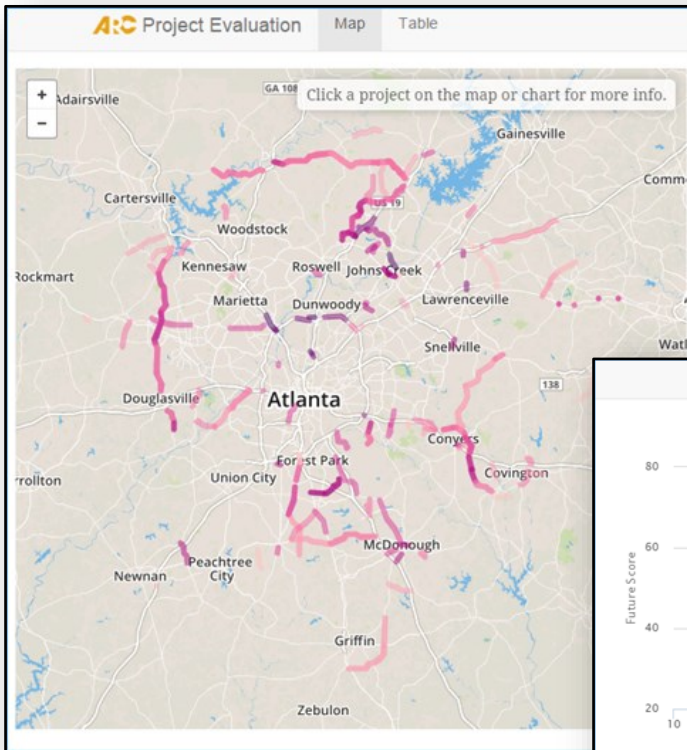 ARC Project Evaluation Map Table
Click a project on the map or chart for more info.
+
−
GA 108
Adairsville
Gainesville
Cartersville
US 19
Woodstock
Rockmart
Kennesaw
Roswell Johns Creek
Marietta Dunwoody Lawrenceville
Snellville
138
Douglasville
Atlanta
Conyers
Forest Park
Covington
Union City
McDonough
Newnan
Peachtree
City
Griffin
Zebulon
80
60
40
20
Future Score
10